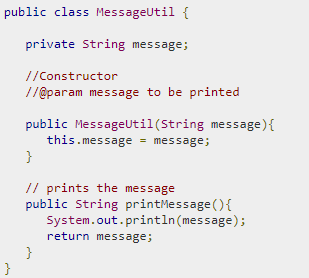 public class MessageUtil {
private String message;
//Constructor
//@param message to be printed
public MessageUtil(String message){
this.message = message;
}
// prints the message
public String printMessage(){
System.out.println(message);
return message;
}
}